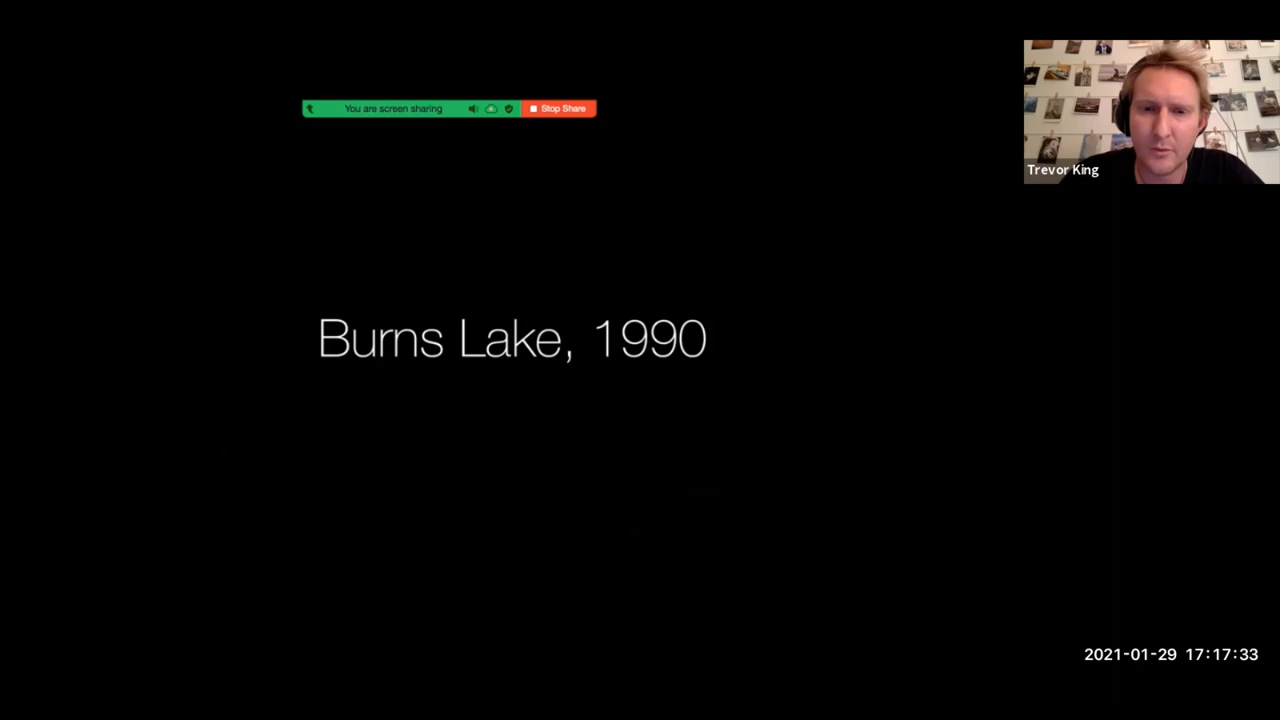 You are screen sharing Stop Share
Trevor King
Burns Lake, 1990
2021-01-29 17:17:33